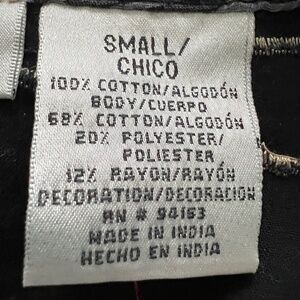 SMALL/
CHICO
100% COTTON/ALGODÓN
BODY/CUERPO
68% COTTON/ALGODÓN
20% POLYESTER/
POLIESTER
12% RAYON/RAYÓN
DECORATION/DECORACIÓN
RN # 94163
MADE IN INDIA
HECHO EN INDIA